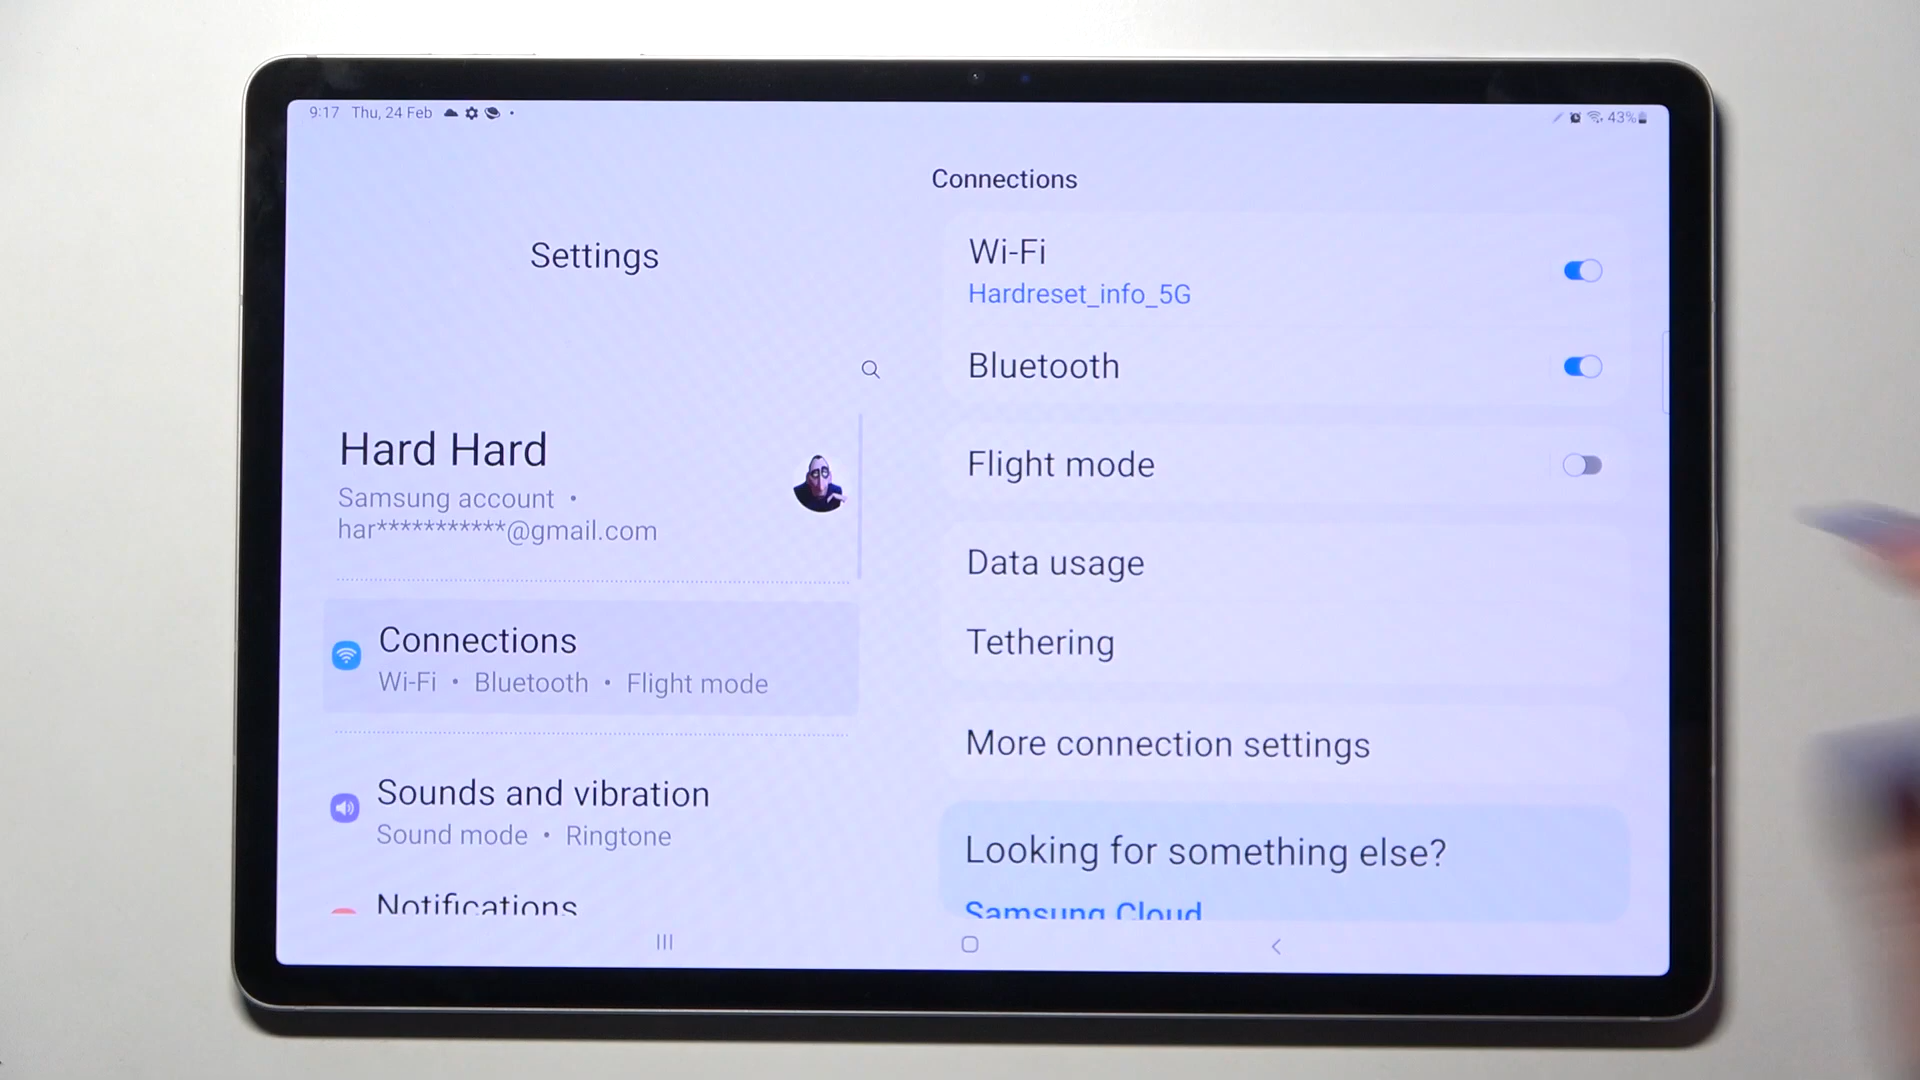 9:17 Thu, 24 Feb
43%
Settings
Hard Hard
Samsung account •
har***********@gmail.com
Connections
Wi-Fi • Bluetooth • Flight mode
Sounds and vibration
Sound mode • Ringtone
Notifications
Connections
Wi-Fi
Hardreset_info_5G
Bluetooth
Flight mode
Data usage
Tethering
More connection settings
Looking for something else?
Samsung Cloud